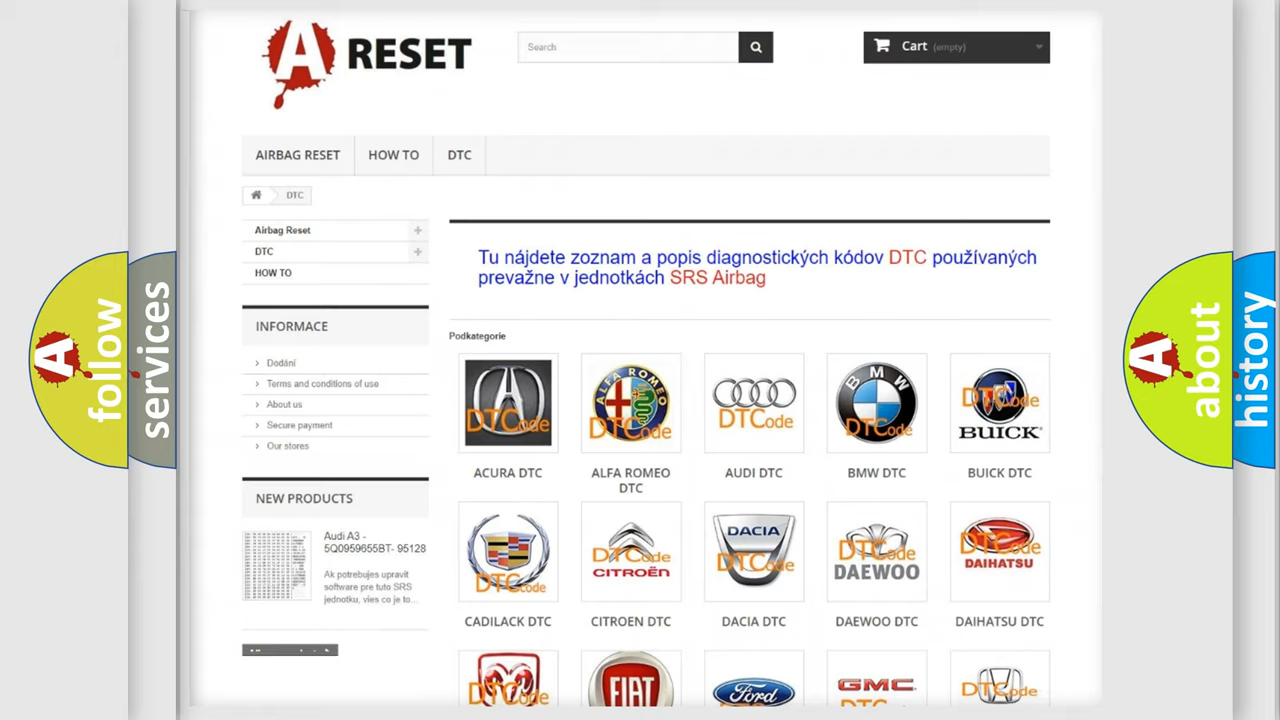 A RESET
Search
Cart (empty)
AIRBAG RESET
HOW TO
DTC
DTC
Airbag Reset
DTC
HOW TO
Tu nájdete zoznam a popis diagnostických kódov DTC používaných
prevažne v jednotkách SRS Airbag
INFORMACE
Dodání
Terms and conditions of use
About us
Secure payment
Our stores
Podkategorie
DTCode
ALFA ROMEO
DTCode
DTCode
BMW
DTCode
DTCode
BUICK
ACURA DTC
ALFA ROMEO
DTC
AUDI DTC
BMW DTC
BUICK DTC
NEW PRODUCTS
Audi A3 -
5Q0959655BT- 95128
Ak potrebujes upravit
software pre tuto SRS
jednotku, vies co je to...
DTCode
DTCode
CITROËN
DACIA
DTCode
DTCode
DAEWOO
DTCode
DAIHATSU
CADILACK DTC
CITROEN DTC
DACIA DTC
DAEWOO DTC
DAIHATSU DTC
DTCode
FIAT
Ford
GMC
DTCode
A follow
services
A about
history